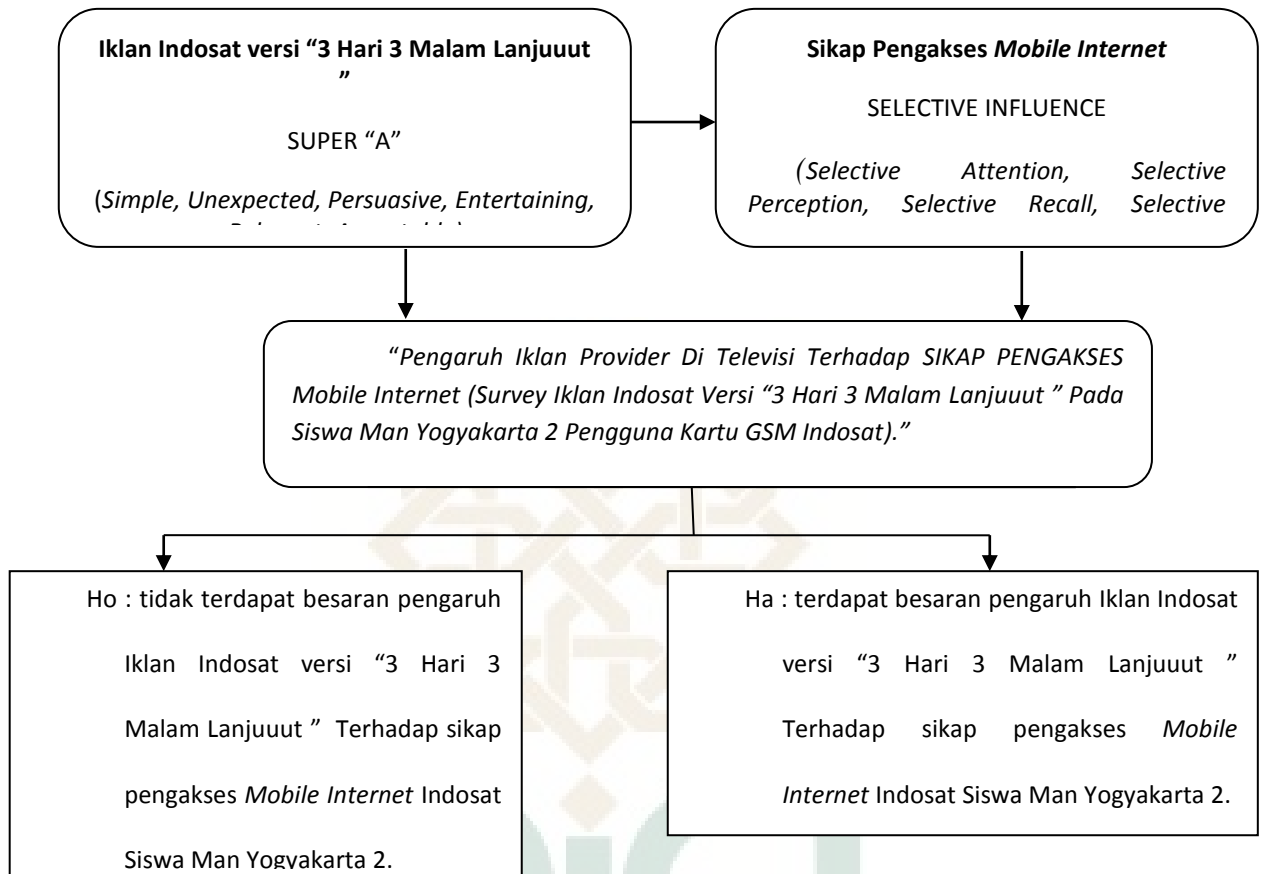 Iklan Indosat versi “3 Hari 3 Malam Lanjuuut
”
SUPER “A”
(Simple, Unexpected, Persuasive, Entertaining,
Sikap Pengakses Mobile Internet
SELECTIVE INFLUENCE
(Selective Attention, Selective
Perception, Selective Recall, Selective
“Pengaruh Iklan Provider Di Televisi Terhadap SIKAP PENGAKSES
Mobile Internet (Survey Iklan Indosat Versi “3 Hari 3 Malam Lanjuuut ” Pada
Siswa Man Yogyakarta 2 Pengguna Kartu GSM Indosat).”
Ho : tidak terdapat besaran pengaruh
Iklan Indosat versi “3 Hari 3
Malam Lanjuuut ” Terhadap sikap
pengakses Mobile Internet Indosat
Siswa Man Yogyakarta 2.
Ha : terdapat besaran pengaruh Iklan Indosat
versi “3 Hari 3 Malam Lanjuuut ”
Terhadap sikap pengakses Mobile
Internet Indosat Siswa Man Yogyakarta 2.